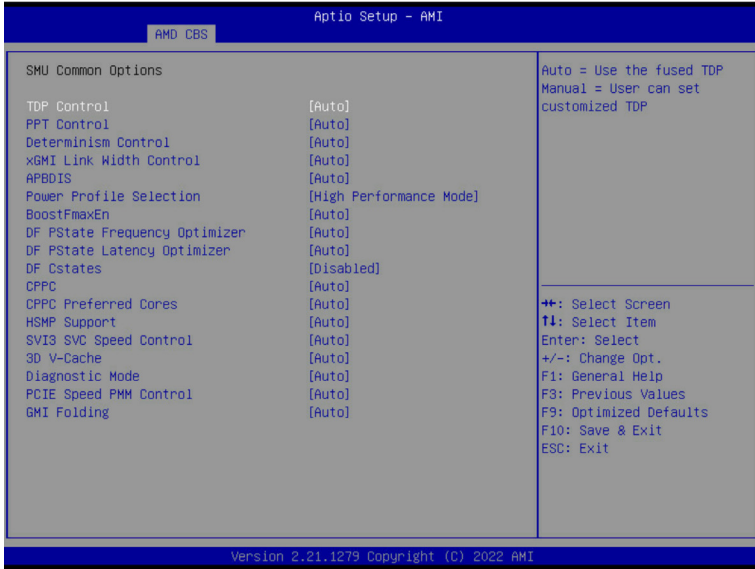 Aptio Setup – AMI
AMD CBS
SMU Common Options
TDP Control [Auto]
PPT Control [Auto]
Determinism Control [Auto]
xGMI Link Width Control [Auto]
APBDIS [Auto]
Power Profile Selection [High Performance Mode]
BoostFmaxEn [Auto]
DF PState Frequency Optimizer [Auto]
DF PState Latency Optimizer [Auto]
DF Cstates [Disabled]
CPPC [Auto]
CPPC Preferred Cores [Auto]
HSMP Support [Auto]
SVI3 SVC Speed Control [Auto]
3D V-Cache [Auto]
Diagnostic Mode [Auto]
PCIE Speed PMM Control [Auto]
GMI Folding [Auto]
Auto = Use the fused TDP
Manual = User can set
customized TDP
→←: Select Screen
↑↓: Select Item
Enter: Select
+/-: Change Opt.
F1: General Help
F3: Previous Values
F9: Optimized Defaults
F10: Save & Exit
ESC: Exit
Version 2.21.1279 Copyright (C) 2022 AMI